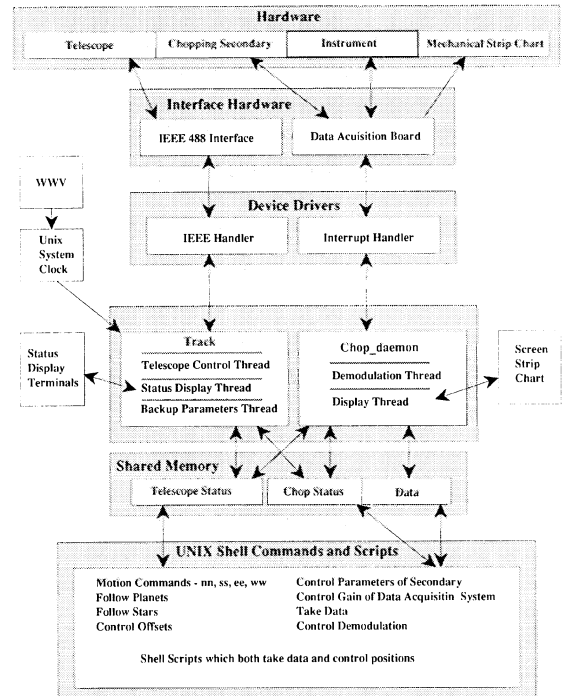 Hardware
Telescope
Chopping Secondary
Instrument
Mechanical Strip Chart
Interface Hardware
IEEE 488 Interface
Data Acuisition Board
WWV
Device Drivers
Unix
System
Clock
IEEE Handler
Interrupt Handler
Track
Telescope Control Thread
Status Display Thread
Backup Parameters Thread
Chop_daemon
Demodulation Thread
Display Thread
Status
Display
Terminals
Screen
Strip
Chart
Shared Memory
Telescope Status
Chop Status
Data
UNIX Shell Commands and Scripts
Motion Commands - nn, ss, ee, ww
Follow Planets
Follow Stars
Control Offsets
Control Parameters of Secondary
Control Gain of Data Acquisitin System
Take Data
Control Demodulation
Shell Scripts which both take data and control positions